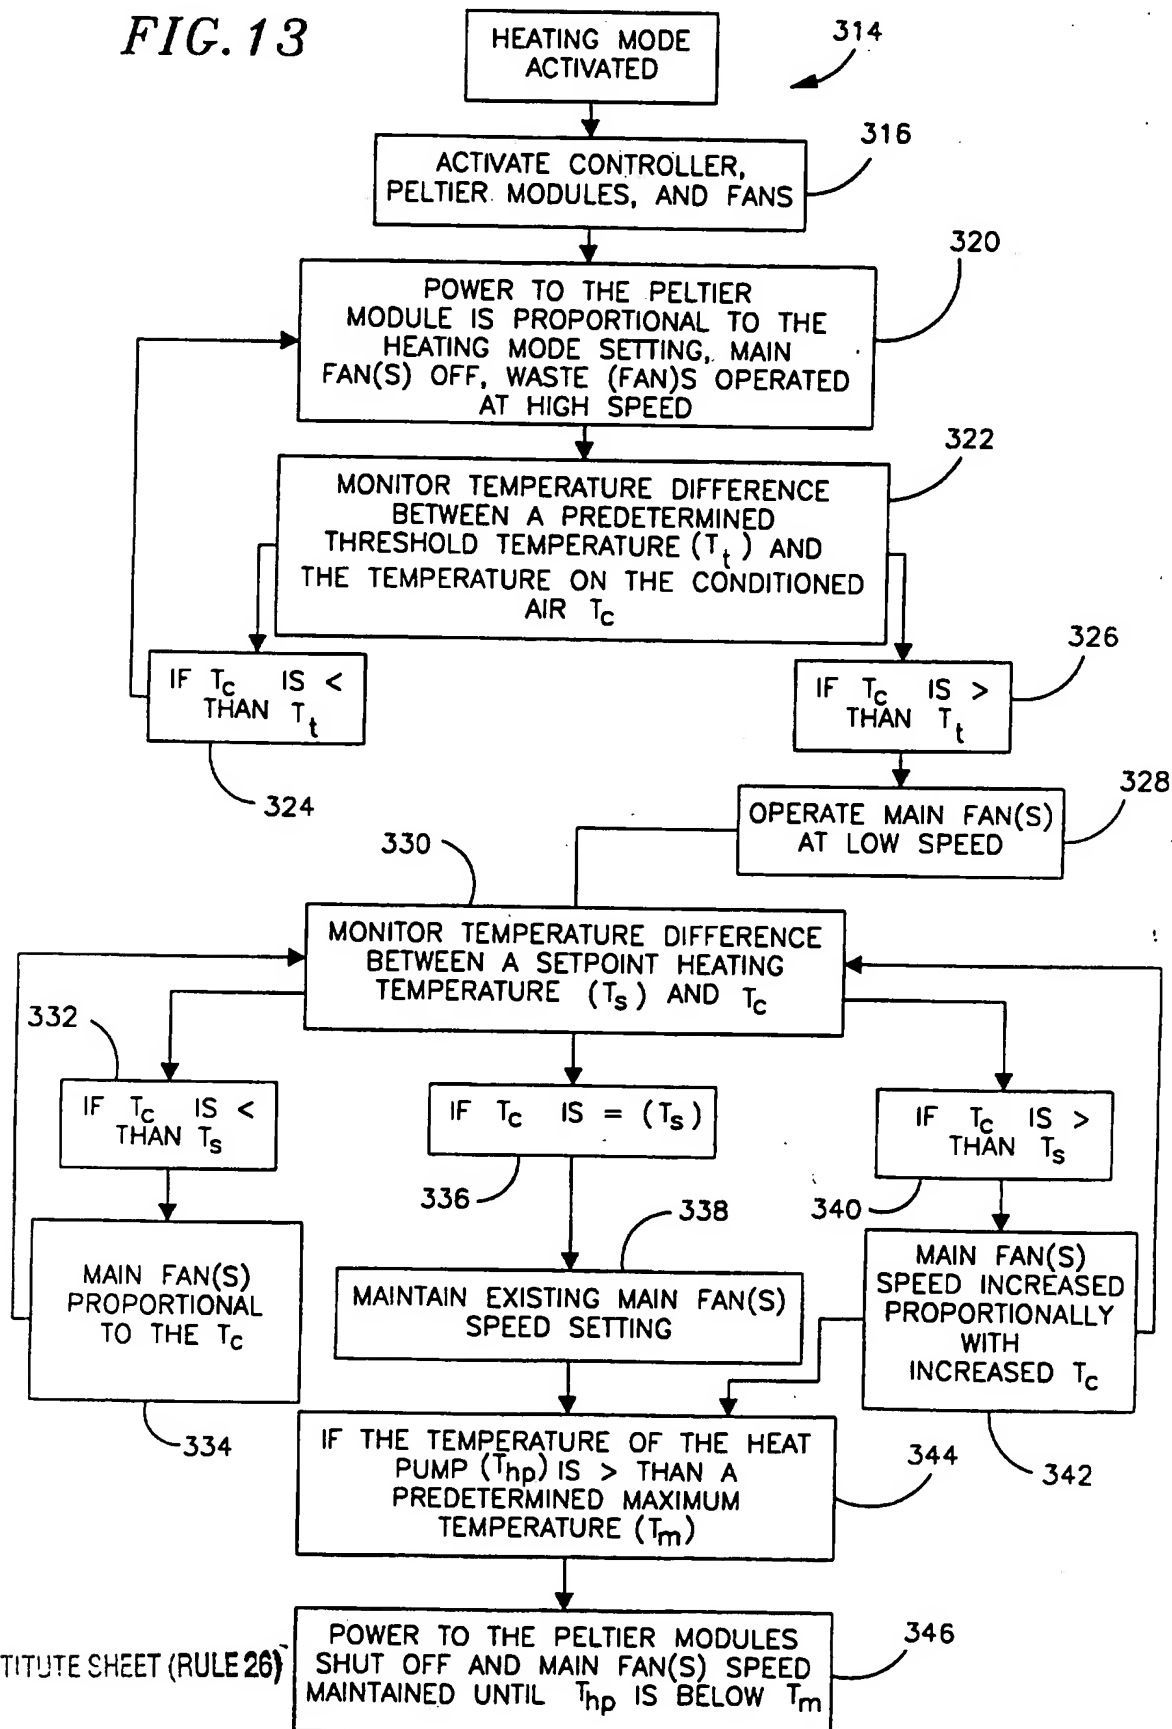 FIG. 13
HEATING MODE
ACTIVATED
314
316
ACTIVATE CONTROLLER,
PELTIER MODULES, AND FANS
320
POWER TO THE PELTIER
MODULE IS PROPORTIONAL TO THE
HEATING MODE SETTING, MAIN
FAN(S) OFF, WASTE (FAN)S OPERATED
AT HIGH SPEED
322
MONITOR TEMPERATURE DIFFERENCE
BETWEEN A PREDETERMINED
THRESHOLD TEMPERATURE (Tt) AND
THE TEMPERATURE ON THE CONDITIONED
AIR Tc
IF Tc IS <
THAN Tt
324
326
IF Tc IS >
THAN Tt
328
OPERATE MAIN FAN(S)
AT LOW SPEED
330
MONITOR TEMPERATURE DIFFERENCE
BETWEEN A SETPOINT HEATING
TEMPERATURE (Ts) AND Tc
332
IF Tc IS <
THAN Ts
IF Tc IS = (Ts)
336
IF Tc IS >
THAN Ts
340
MAIN FAN(S)
PROPORTIONAL
TO THE Tc
334
338
MAINTAIN EXISTING MAIN FAN(S)
SPEED SETTING
MAIN FAN(S)
SPEED INCREASED
PROPORTIONALLY
WITH
INCREASED Tc
342
IF THE TEMPERATURE OF THE HEAT
PUMP (Thp) IS > THAN A
PREDETERMINED MAXIMUM
TEMPERATURE (Tm)
344
POWER TO THE PELTIER MODULES
SHUT OFF AND MAIN FAN(S) SPEED
MAINTAINED UNTIL Thp IS BELOW Tm
346
TITUTE SHEET (RULE 26)